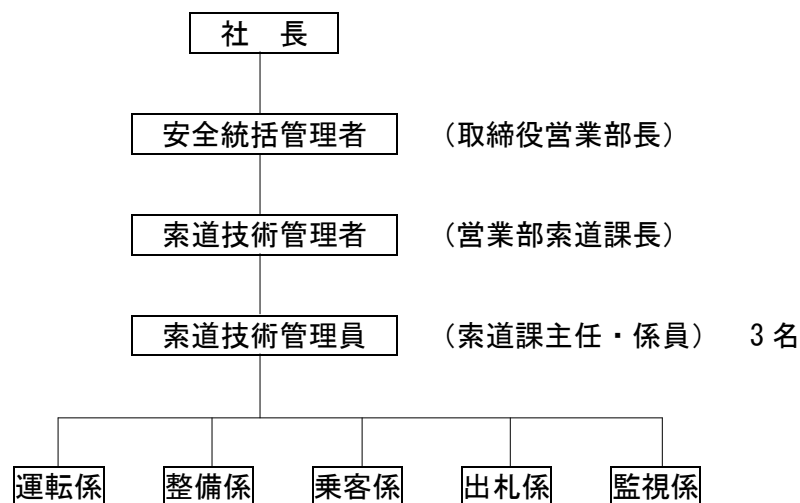 社　長
安全統括管理者　（取締役営業部長）
索道技術管理者　（営業部索道課長）
索道技術管理員　（索道課主任・係員）　3名
運転係　整備係　乗客係　出札係　監視係